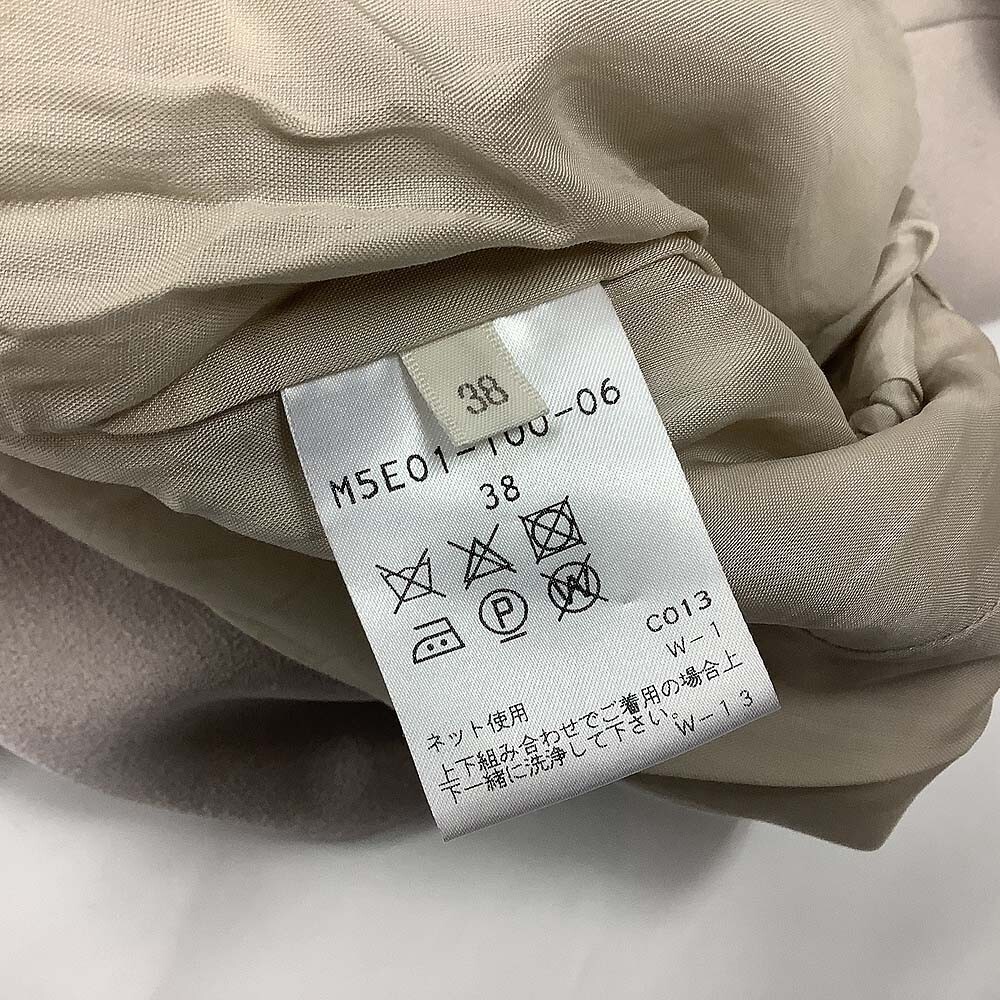 38
M5E01-100-06
38
P
W
C013
W-1
ネット使用
上下組み合わせでご着用の場合上
下一緒に洗浄して下さい。
W-13